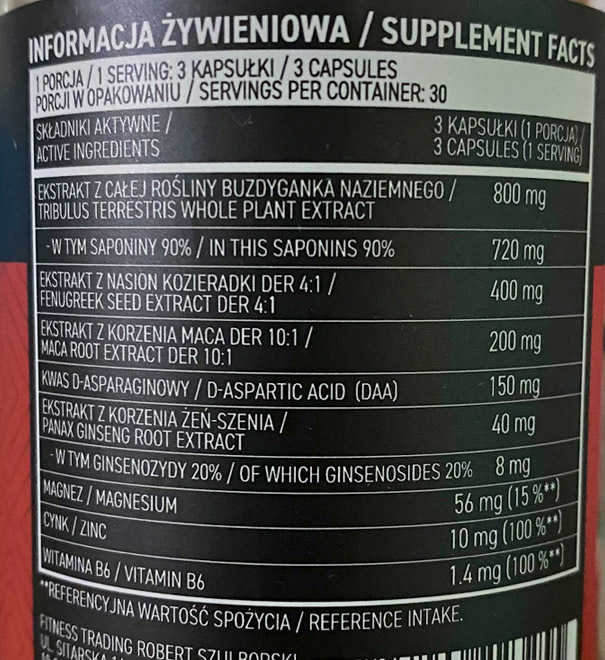 INFORMACJA ŻYWIENIOWA / SUPPLEMENT FACTS
1 PORCJA / 1 SERVING: 3 KAPSUŁKI / 3 CAPSULES
PORCJI W OPAKOWANIU / SERVINGS PER CONTAINER: 30
SKŁADNIKI AKTYWNE /
ACTIVE INGREDIENTS
3 KAPSUŁKI (1 PORCJA) /
3 CAPSULES (1 SERVING)
EKSTRAKT Z CAŁEJ ROŚLINY BUZDYGANKA NAZIEMNEGO / 800 mg
TRIBULUS TERRESTRIS WHOLE PLANT EXTRACT
- W TYM SAPONINY 90% / IN THIS SAPONINS 90% 720 mg
EKSTRAKT Z NASION KOZIERADKI DER 4:1 / 400 mg
FENUGREEK SEED EXTRACT DER 4:1
EKSTRAKT Z KORZENIA MACA DER 10:1 / 200 mg
MACA ROOT EXTRACT DER 10:1
KWAS D-ASPARAGINOWY / D-ASPARTIC ACID (DAA) 150 mg
EKSTRAKT Z KORZENIA ŻEŃ-SZENIA / 40 mg
PANAX GINSENG ROOT EXTRACT
- W TYM GINSENOZYDY 20% / OF WHICH GINSENOSIDES 20% 8 mg
MAGNEZ / MAGNESIUM 56 mg (15 %**)
CYNK / ZINC 10 mg (100 %**)
WITAMINA B6 / VITAMIN B6 1.4 mg (100 %**)
**REFERENCYJNA WARTOŚĆ SPOŻYCIA / REFERENCE INTAKE.
FITNESS TRADING ROBERT
UL. SITARSKA